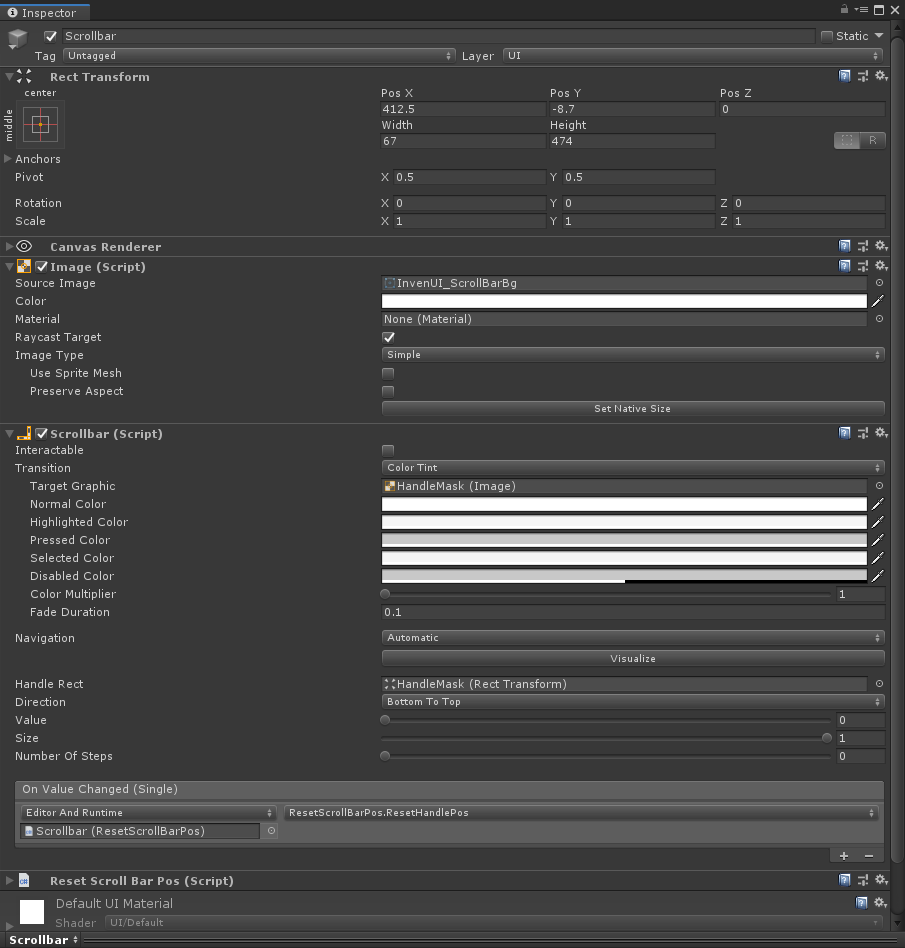 Inspector
Scrollbar
Static
Tag Untagged Layer UI
Rect Transform
center
middle
Pos X Pos Y Pos Z
412.5 -8.7 0
Width Height
67 474
R
Anchors
Pivot X 0.5 Y 0.5
Rotation X 0 Y 0 Z 0
Scale X 1 Y 1 Z 1
Canvas Renderer
Image (Script)
Source Image InvenUI_ScrollBarBg
Color
Material None (Material)
Raycast Target
Image Type Simple
Use Sprite Mesh
Preserve Aspect
Set Native Size
Scrollbar (Script)
Interactable
Transition Color Tint
Target Graphic HandleMask (Image)
Normal Color
Highlighted Color
Pressed Color
Selected Color
Disabled Color
Color Multiplier 1
Fade Duration 0.1
Navigation Automatic
Visualize
Handle Rect HandleMask (Rect Transform)
Direction Bottom To Top
Value 0
Size 1
Number Of Steps 0
On Value Changed (Single)
Editor And Runtime ResetScrollBarPos.ResetHandlePos
Scrollbar (ResetScrollBarPos)
Reset Scroll Bar Pos (Script)
Default UI Material
Shader UI/Default
Scrollbar